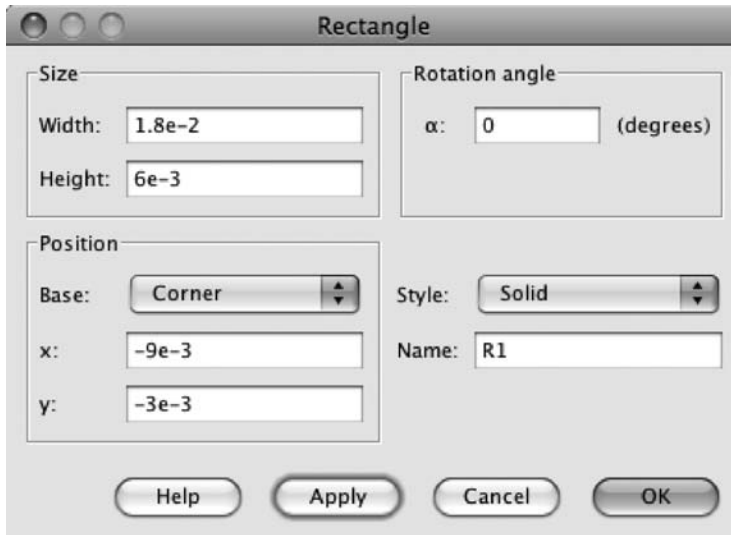 Rectangle
Size
Width: 1.8e-2
Height: 6e-3
Rotation angle
α: 0 (degrees)
Position
Base: Corner
x: -9e-3
y: -3e-3
Style: Solid
Name: R1
Help Apply Cancel OK